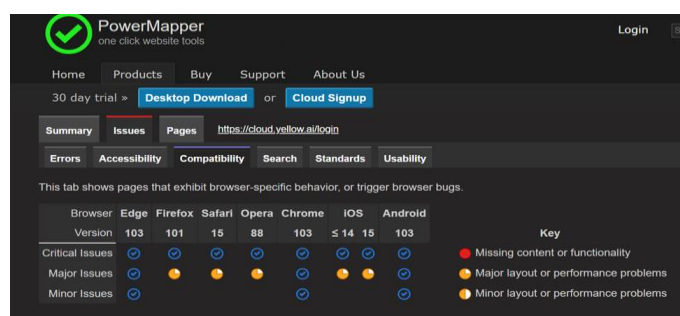 PowerMapper
one click website tools
Login
Home Products Buy Support About Us
30 day trial » Desktop Download or Cloud Signup
Summary Issues Pages https://cloud.yellow.ai/login
Errors Accessibility Compatibility Search Standards Usability
This tab shows pages that exhibit browser-specific behavior, or trigger browser bugs.
Browser Edge Firefox Safari Opera Chrome iOS Android
Version 103 101 15 88 103 ≤ 14 15 103 Key
Critical Issues Missing content or functionality
Major Issues Major layout or performance problems
Minor Issues Minor layout or performance problems